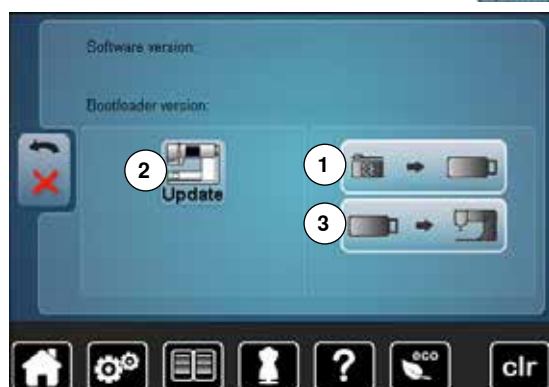 Software version:
Bootloader version:
1
2
Update
3
?
eco
clr